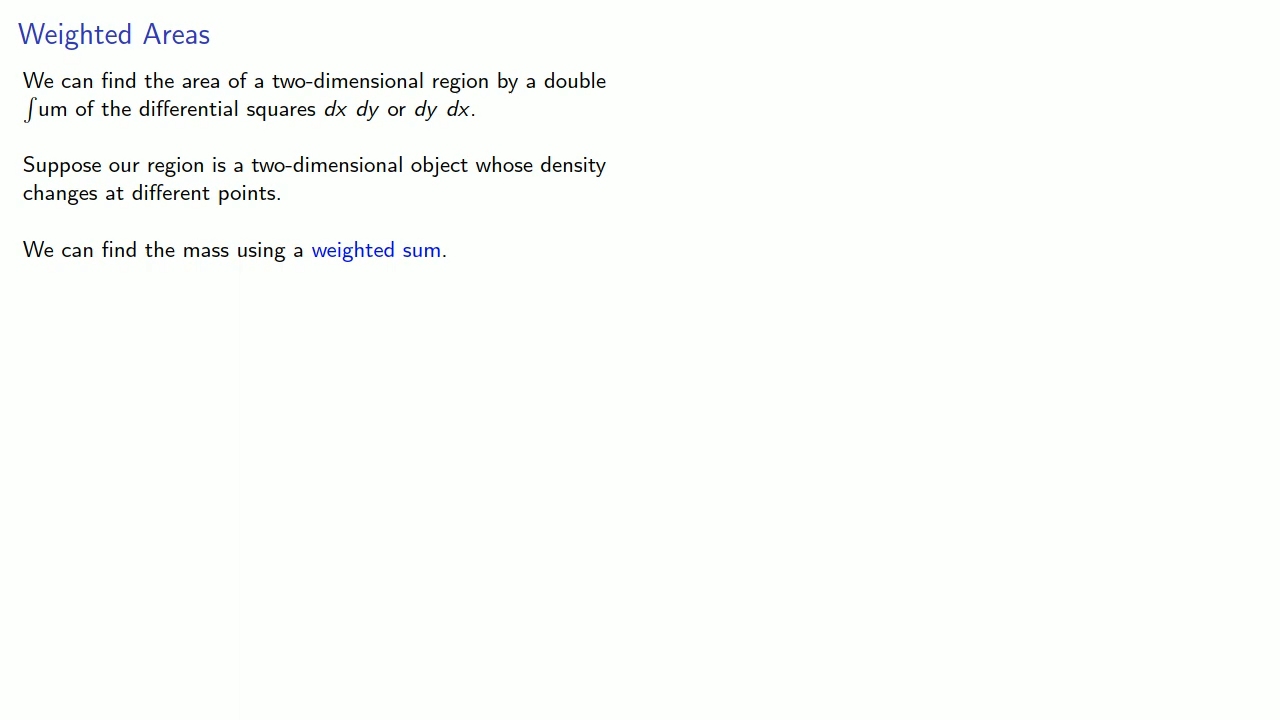 Weighted Areas
We can find the area of a two-dimensional region by a double
∫um of the differential squares dx dy or dy dx.
Suppose our region is a two-dimensional object whose density
changes at different points.
We can find the mass using a weighted sum.